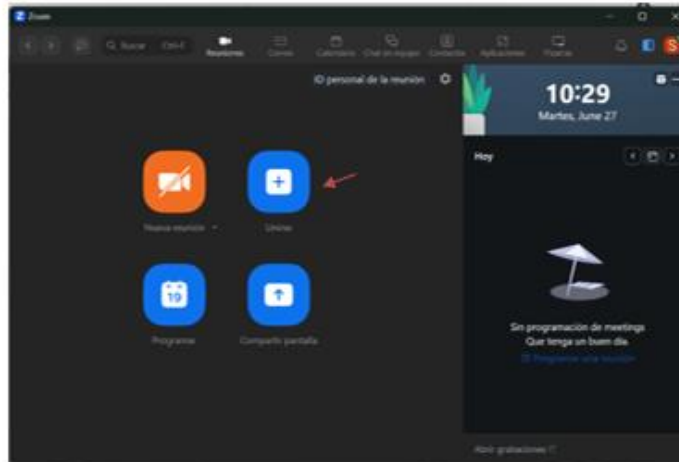 Zoom
Buscar Ctrl+F
Reuniones
Correo
Calendario
Chat en equipo
Contactos
Aplicaciones
Pizarras
S
ID personal de la reunión
10:29
Martes, June 27
Hoy
Nueva reunión
Unirse
19
Programar
Compartir pantalla
Sin programación de meetings
Que tenga un buen día.
Programe una reunión
Abrir grabaciones